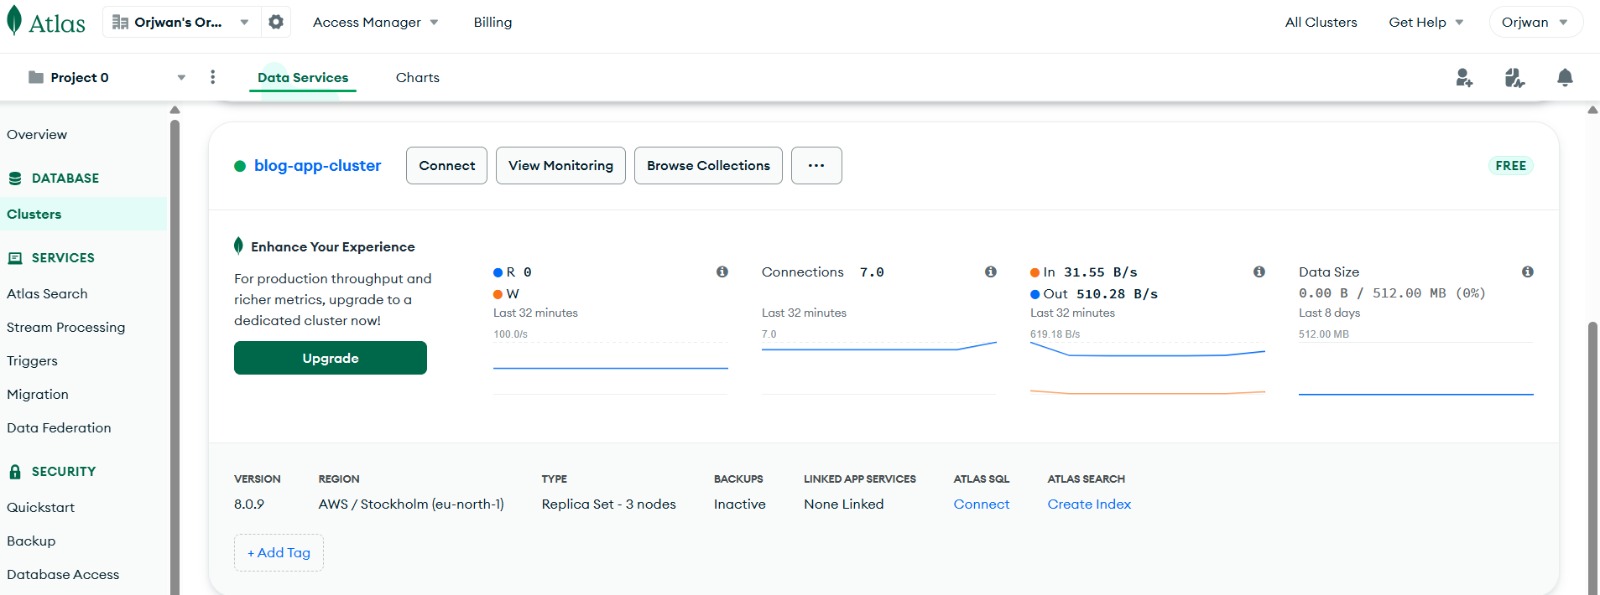 Atlas
Orjwan's Or...
Access Manager
Billing
All Clusters
Get Help
Orjwan
Project 0
Data Services
Charts
Overview
DATABASE
Clusters
SERVICES
Atlas Search
Stream Processing
Triggers
Migration
Data Federation
SECURITY
Quickstart
Backup
Database Access
blog-app-cluster
Connect
View Monitoring
Browse Collections
...
FREE
Enhance Your Experience
For production throughput and
richer metrics, upgrade to a
dedicated cluster now!
Upgrade
R 0
W
Last 32 minutes
100.0/s
Connections 7.0
Last 32 minutes
7.0
In 31.55 B/s
Out 510.28 B/s
Last 32 minutes
619.18 B/s
Data Size
0.00 B / 512.00 MB (0%)
Last 8 days
512.00 MB
VERSION
8.0.9
REGION
AWS / Stockholm (eu-north-1)
TYPE
Replica Set - 3 nodes
BACKUPS
Inactive
LINKED APP SERVICES
None Linked
ATLAS SQL
Connect
ATLAS SEARCH
Create Index
+ Add Tag